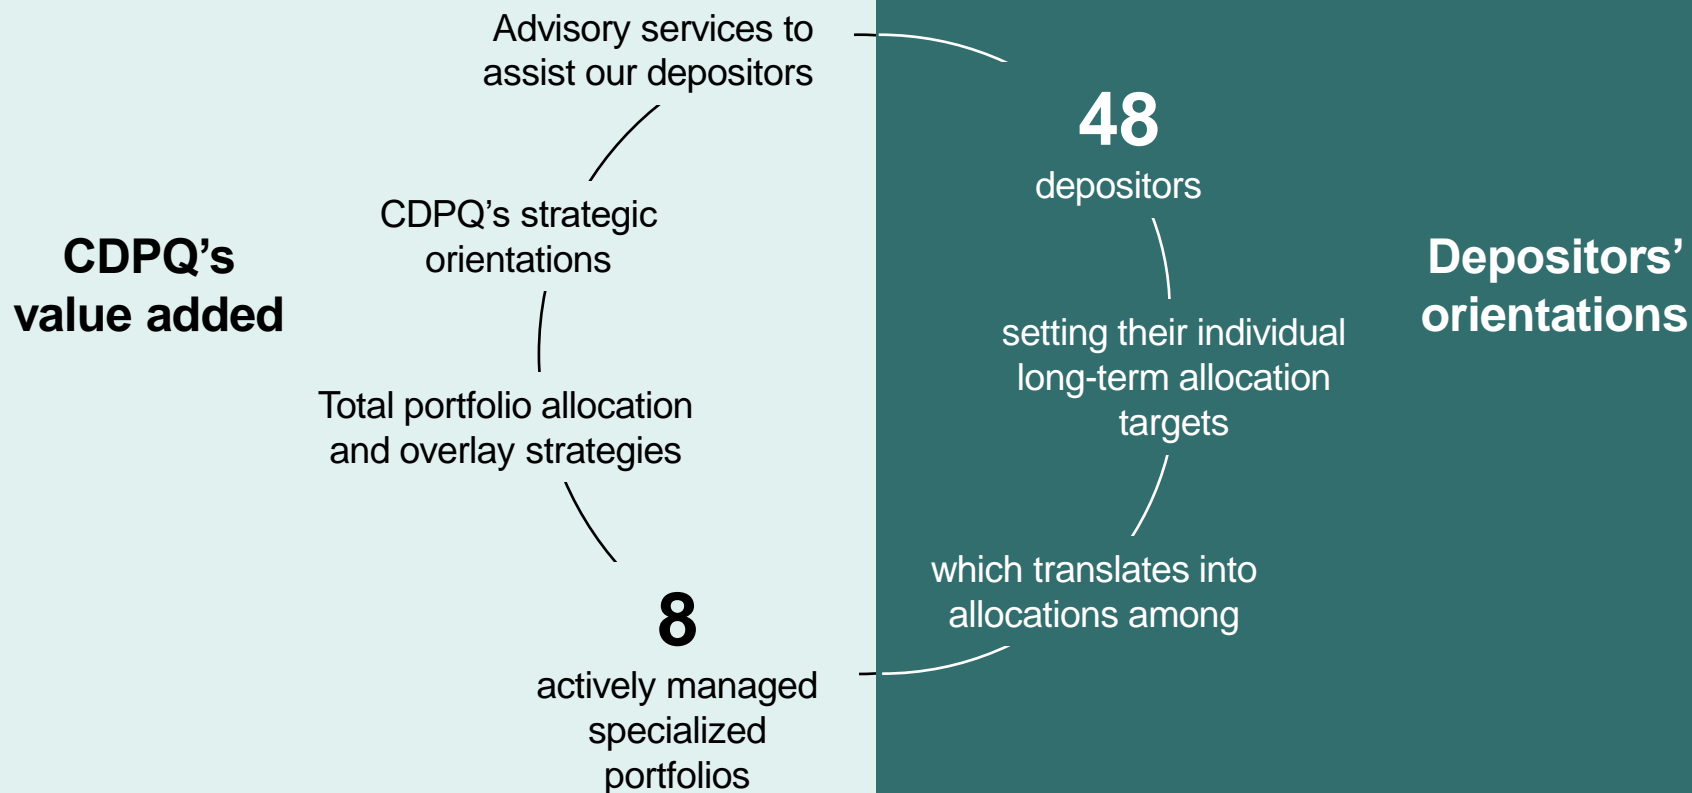 CDPQ’s
value added
Advisory services to
assist our depositors
CDPQ’s strategic
orientations
Total portfolio allocation
and overlay strategies
8
actively managed
specialized
portfolios
48
depositors
setting their individual
long-term allocation
targets
which translates into
allocations among
Depositors’
orientations